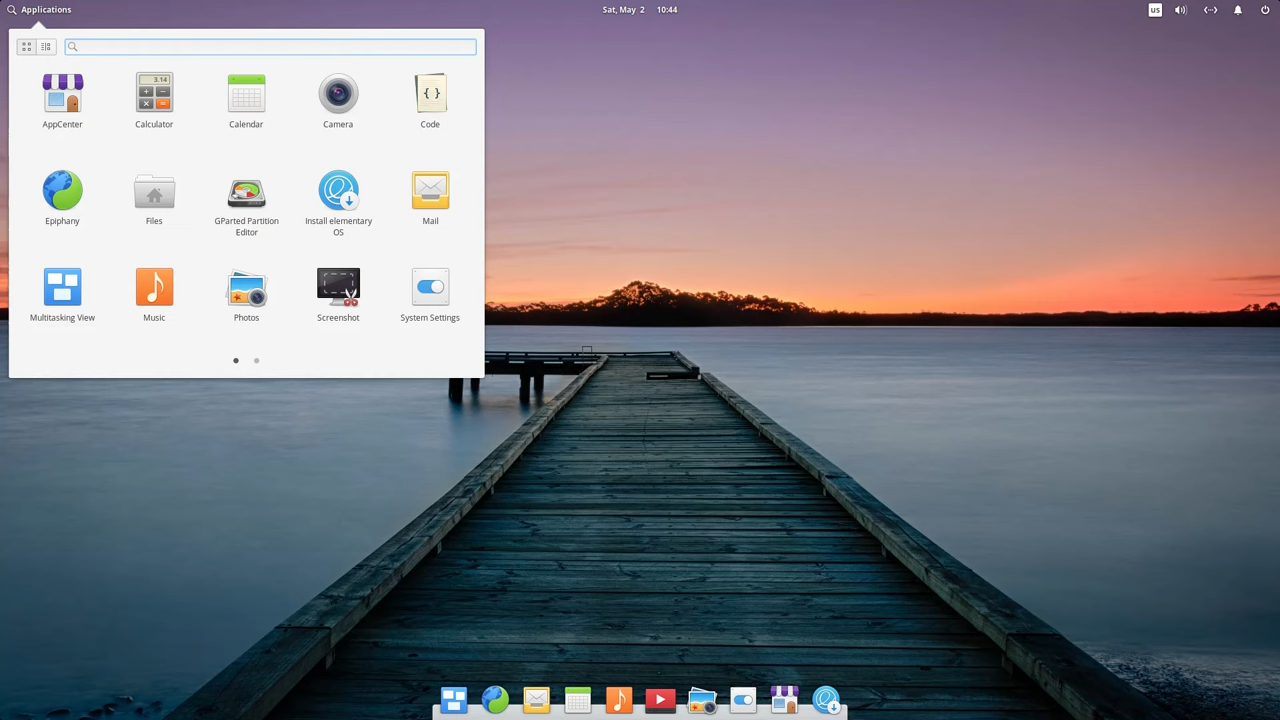 Applications
Sat, May 2 10:44
us
AppCenter
3.14
Calculator
Calendar
Camera
{ }
Code
Epiphany
Files
GParted Partition
Editor
Install elementary
OS
Mail
Multitasking View
Music
Photos
Screenshot
System Settings